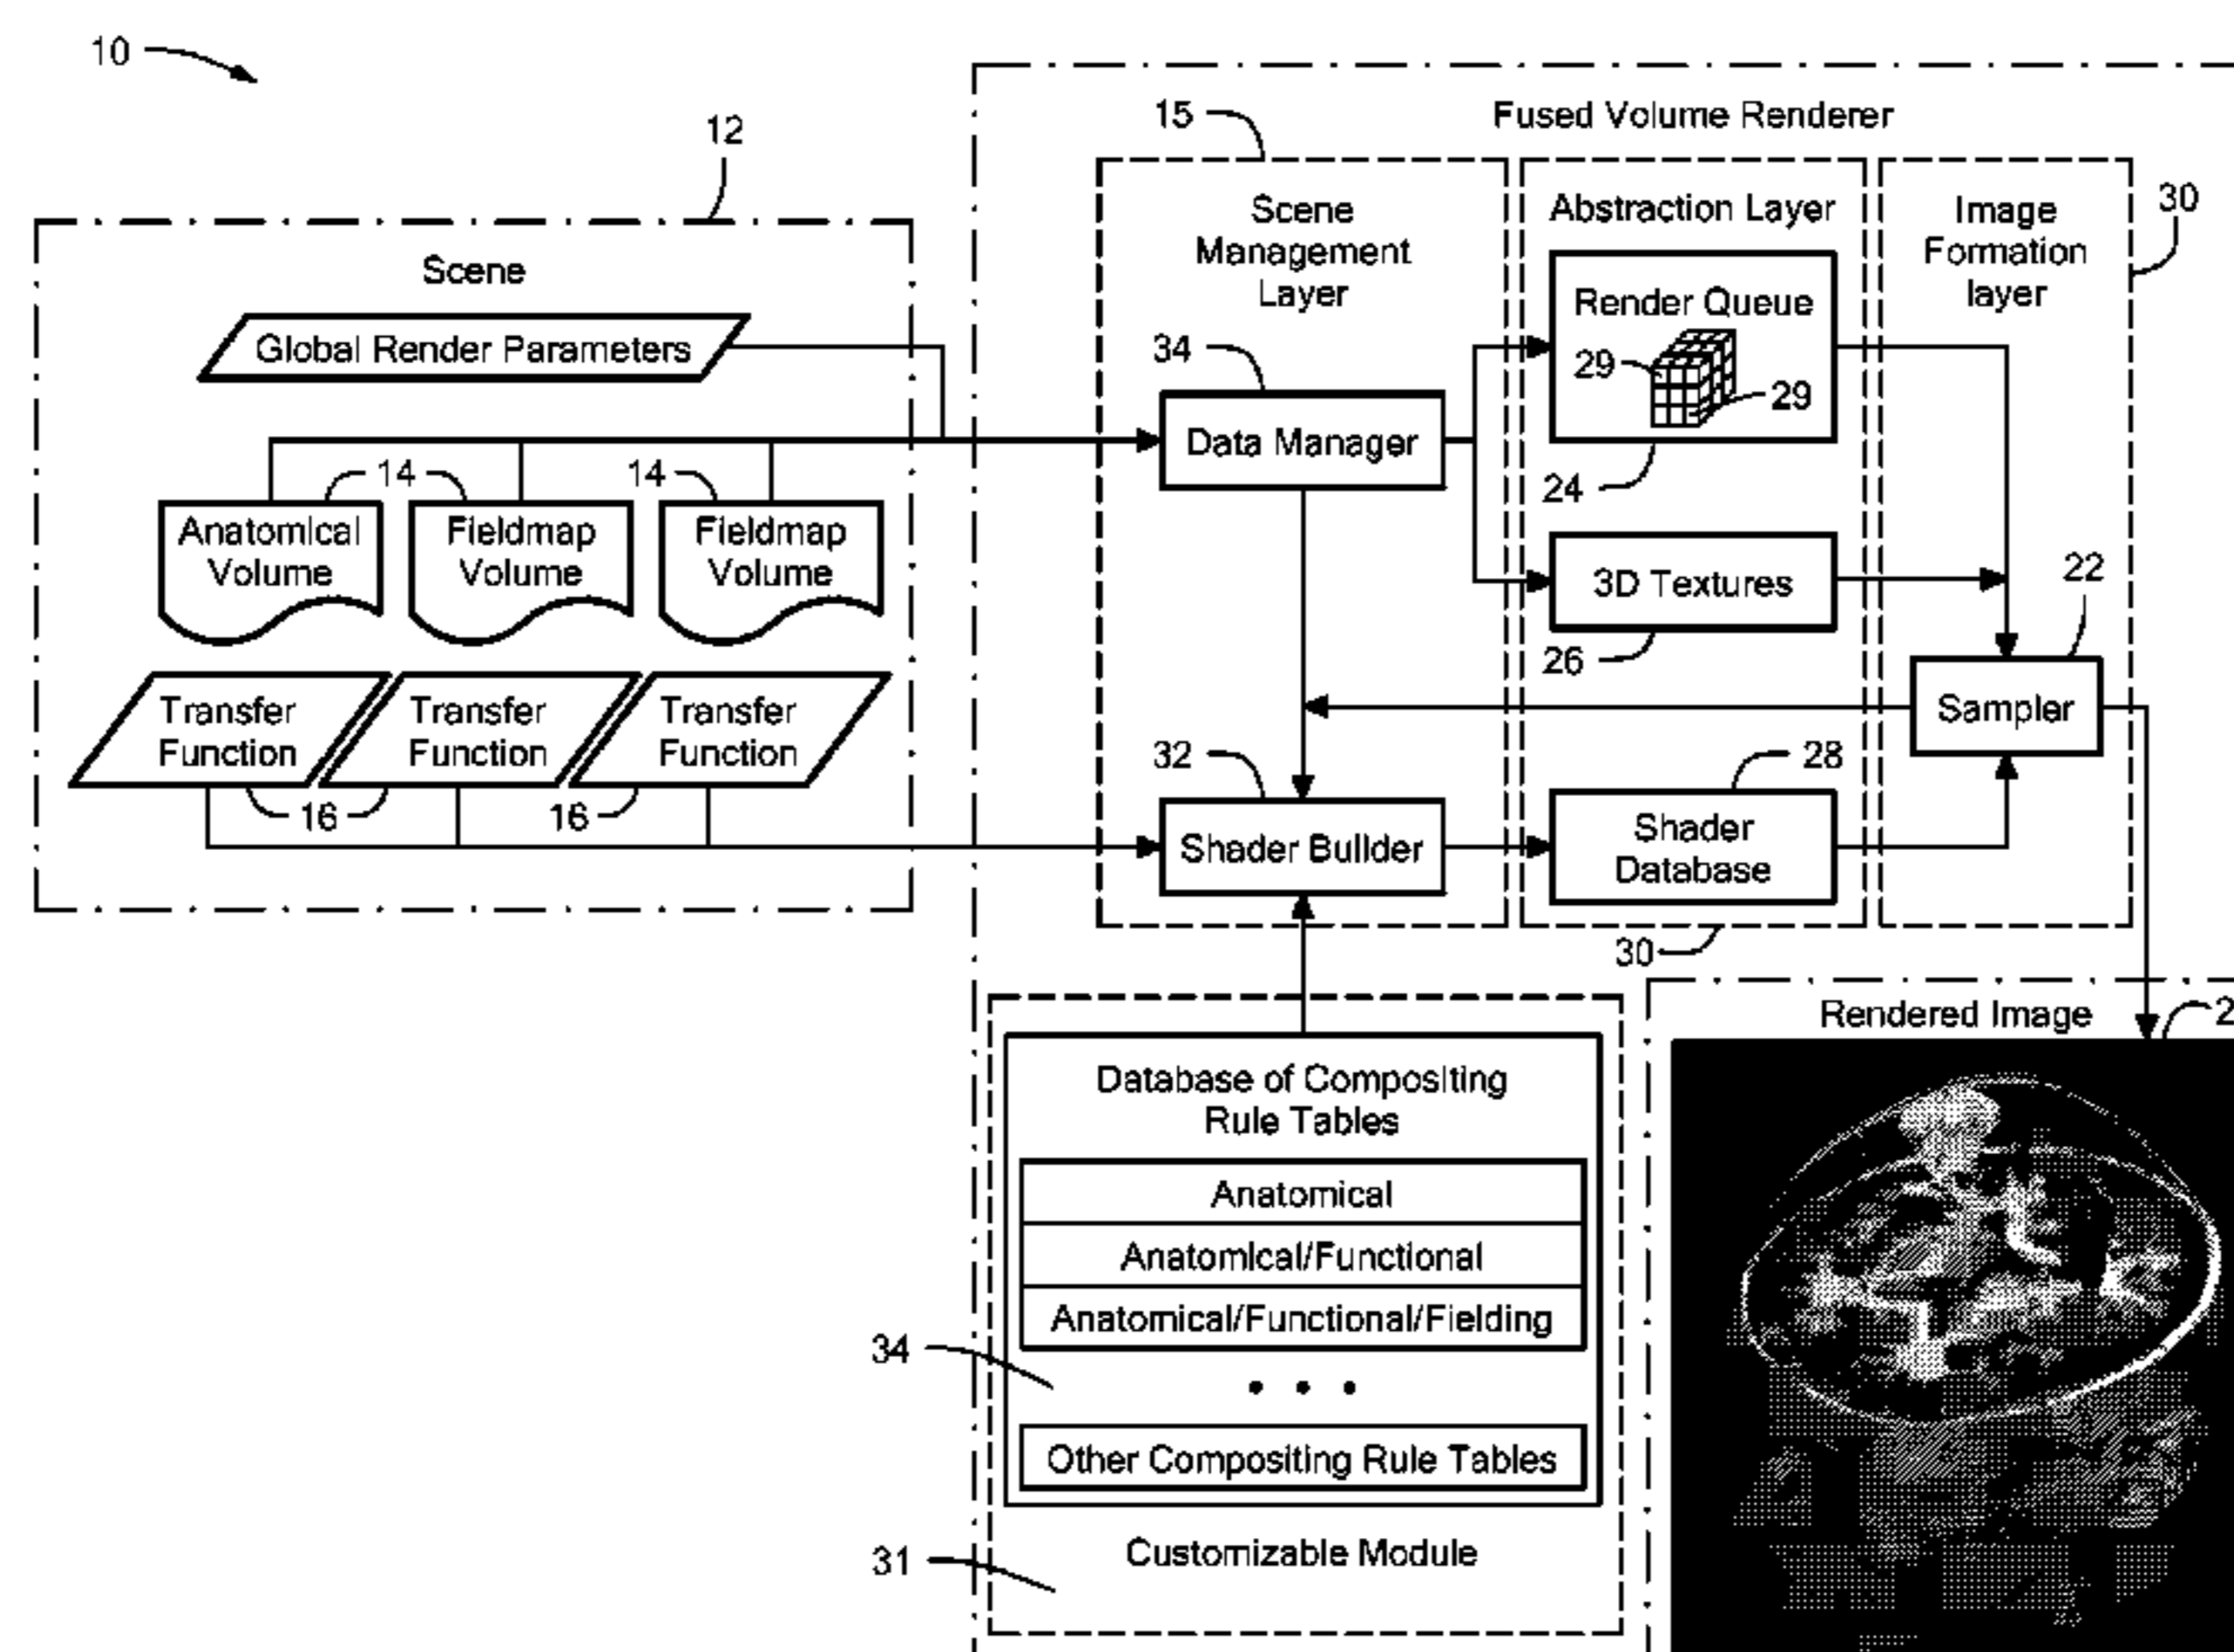 10
12
Scene
Global Render Parameters
14
14
Anatomical
Volume
Fieldmap
Volume
Fieldmap
Volume
Transfer
Function
Transfer
Function
Transfer
Function
16
16
Fused Volume Renderer
15
Scene
Management
Layer
34
Data Manager
32
Shader Builder
Abstraction Layer
Render Queue
29
29
24
3D Textures
26
28
Shader
Database
30
Image
Formation
layer
30
22
Sampler
Database of Compositing
Rule Tables
Anatomical
Anatomical/Functional
Anatomical/Functional/Fielding
34
• • •
Other Compositing Rule Tables
Customizable Module
31
Rendered Image